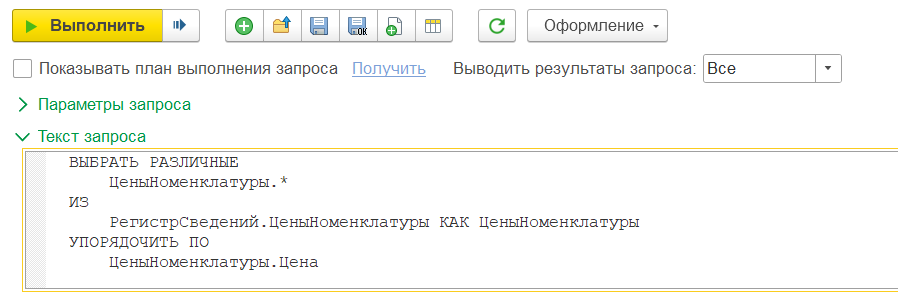 Выполнить
OK
Оформление
Показывать план выполнения запроса Получить Выводить результаты запроса: Все
Параметры запроса
Текст запроса
ВЫБРАТЬ РАЗЛИЧНЫЕ
ЦеныНоменклатуры.*
ИЗ
РегистрСведений.ЦеныНоменклатуры КАК ЦеныНоменклатуры
УПОРЯДОЧИТЬ ПО
ЦеныНоменклатуры.Цена